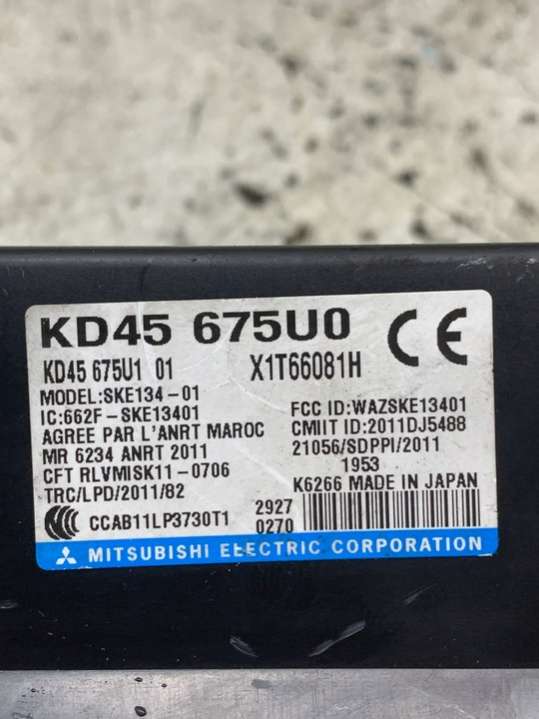 KD45 675U0
KD45 675U1 01 X1T66081H
MODEL:SKE134-01
IC:662F-SKE13401 FCC ID:WAZSKE13401
AGREE PAR L'ANRT MAROC CMIIT ID:2011DJ5488
MR 6234 ANRT 2011 21056/SDPPI/2011
CFT RLVMISK11-0706 1953
TRC/LPD/2011/82 K6266 MADE IN JAPAN
CCAB11LP3730T1 2927
0270
MITSUBISHI ELECTRIC CORPORATION